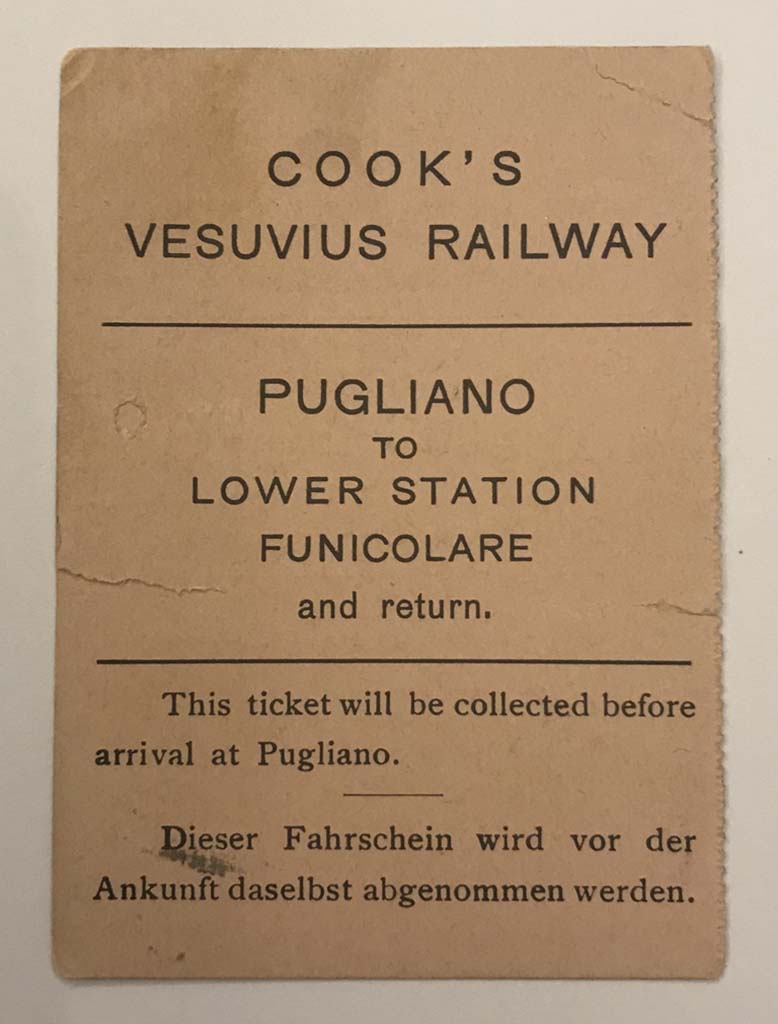 COOK'S
VESUVIUS RAILWAY
PUGLIANO
TO
LOWER STATION
FUNICOLARE
and return.
This ticket will be collected before
arrival at Pugliano.
Dieser Fahrschein wird vor der
Ankunft daselbst abgenommen werden.